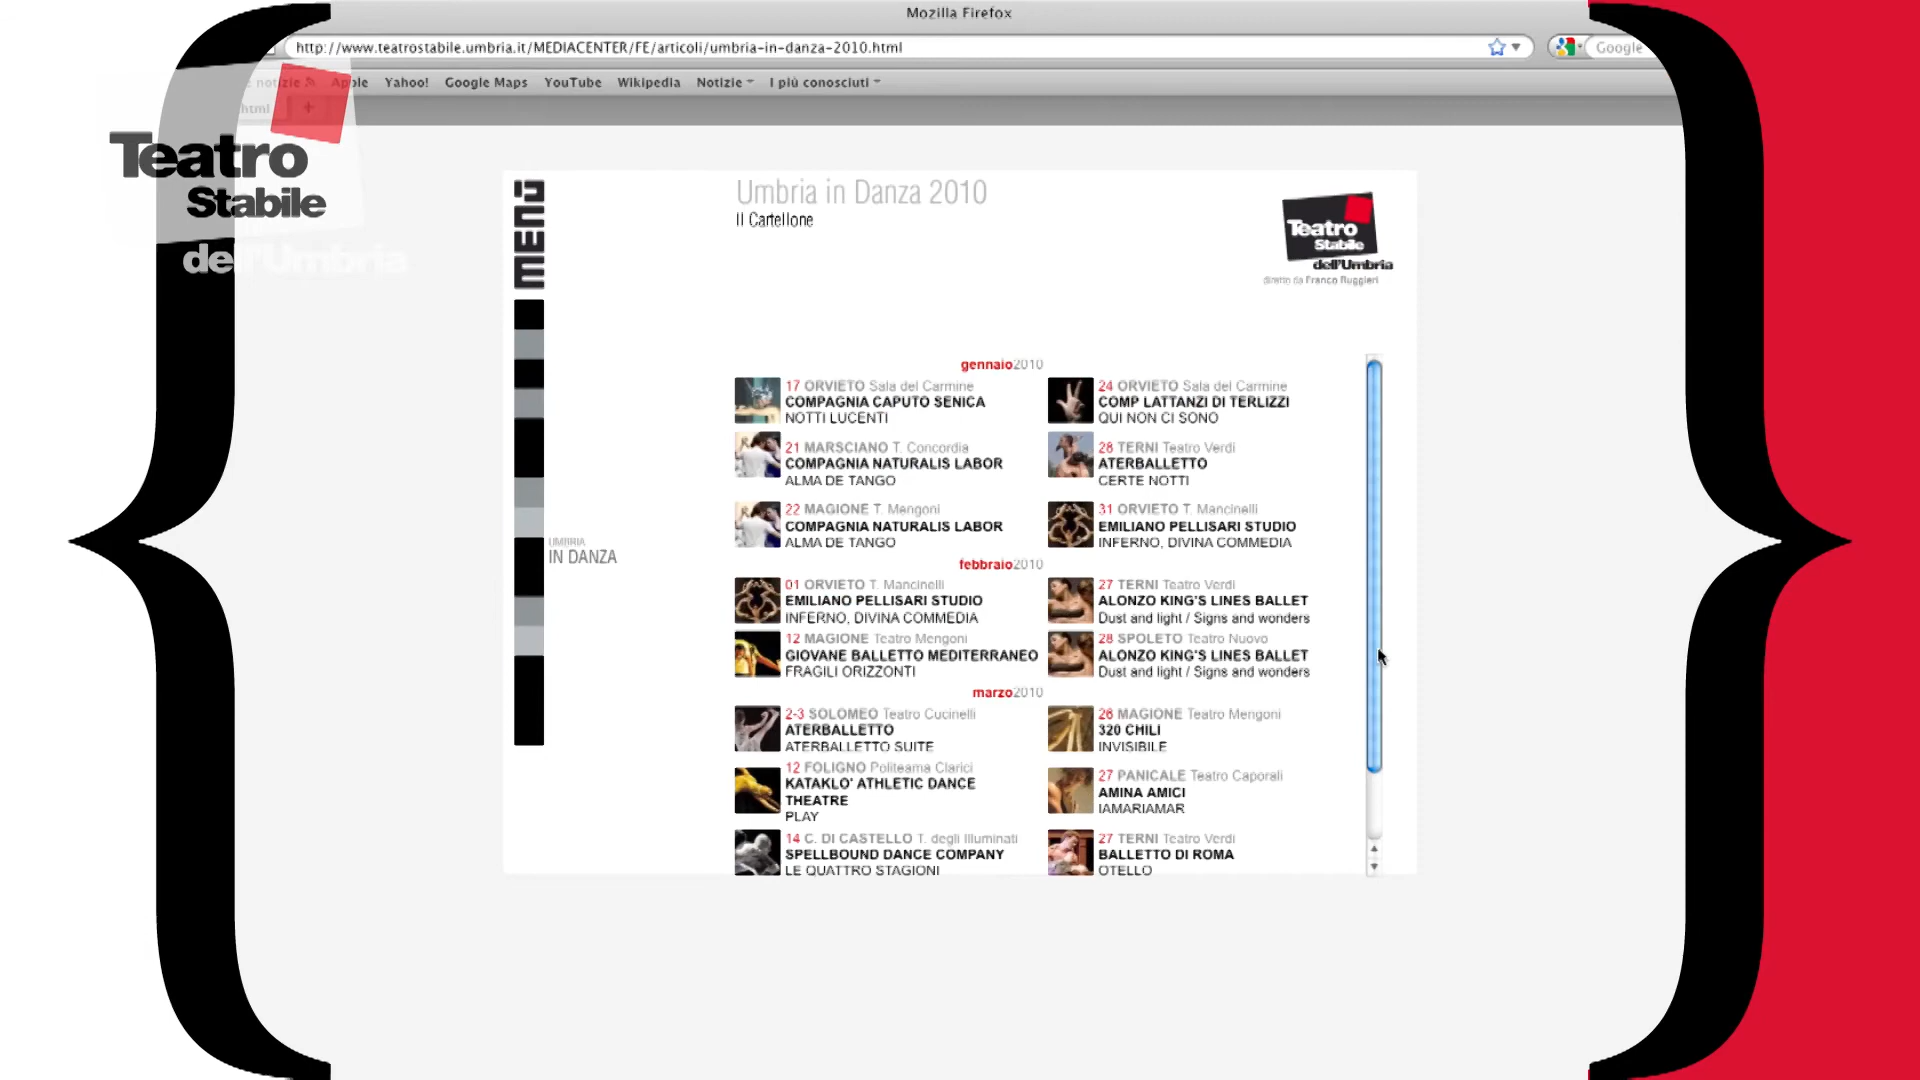 Mozilla Firefox
http://www.teatrostabile.umbria.it/MEDIACENTER/FE/articoli/umbria-in-danza-2010.html
Google
notizie Apple Yahoo! Google Maps YouTube Wikipedia Notizie I più conosciuti
html +
Teatro
Stabile
dell'Umbria
MENU
Umbria in Danza 2010
Il Cartellone
Teatro
Stabile
dell'Umbria
diretto da Franco Ruggieri
UMBRIA
IN DANZA
gennaio2010
17 ORVIETO Sala del Carmine
COMPAGNIA CAPUTO SENICA
NOTTI LUCENTI
24 ORVIETO Sala del Carmine
COMP LATTANZI DI TERLIZZI
QUI NON CI SONO
21 MARSCIANO T. Concordia
COMPAGNIA NATURALIS LABOR
ALMA DE TANGO
28 TERNI Teatro Verdi
ATERBALLETTO
CERTE NOTTI
22 MAGIONE T. Mengoni
COMPAGNIA NATURALIS LABOR
ALMA DE TANGO
31 ORVIETO T. Mancinelli
EMILIANO PELLISARI STUDIO
INFERNO, DIVINA COMMEDIA
febbraio2010
01 ORVIETO T. Mancinelli
EMILIANO PELLISARI STUDIO
INFERNO, DIVINA COMMEDIA
27 TERNI Teatro Verdi
ALONZO KING'S LINES BALLET
Dust and light / Signs and wonders
12 MAGIONE Teatro Mengoni
GIOVANE BALLETTO MEDITERRANEO
FRAGILI ORIZZONTI
28 SPOLETO Teatro Nuovo
ALONZO KING'S LINES BALLET
Dust and light / Signs and wonders
marzo2010
2-3 SOLOMEO Teatro Cucinelli
ATERBALLETTO
ATERBALLETTO SUITE
26 MAGIONE Teatro Mengoni
320 CHILI
INVISIBILE
12 FOLIGNO Politeama Clarici
KATAKLO' ATHLETIC DANCE
THEATRE
PLAY
27 PANICALE Teatro Caporali
AMINA AMICI
IAMARIAMAR
14 C. DI CASTELLO T. degli Illuminati
SPELLBOUND DANCE COMPANY
LE QUATTRO STAGIONI
27 TERNI Teatro Verdi
BALLETTO DI ROMA
OTELLO